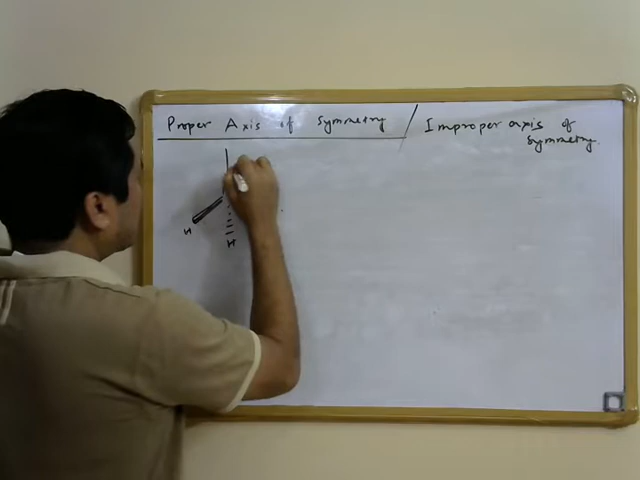 Proper Axis of Symmetry / Improper axis of
Symmetry.
H
H